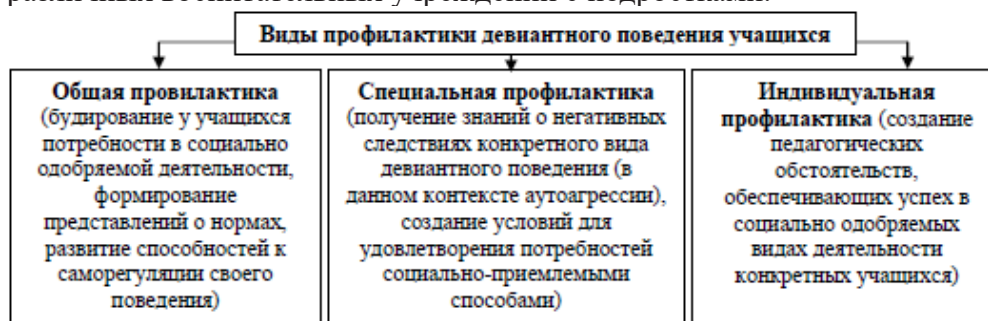 Виды профилактики девиантного поведения учащихся
Общая провилактика
(будирование у учащихся
потребности в социально
одобряемой деятельности,
формирование
представлений о нормах,
развитие способностей к
саморегуляции своего
поведения)
Специальная профилактика
(получение знаний о негативных
следствиях конкретного вида
девиантного поведения (в
данном контексте аутоагрессии),
создание условий для
удовлетворения потребностей
социально-приемлемыми
способами)
Индивидуальная
профилактика (создание
педагогических
обстоятельств,
обеспечивающих успех в
социально одобряемых
видах деятельности
конкретных учащихся)